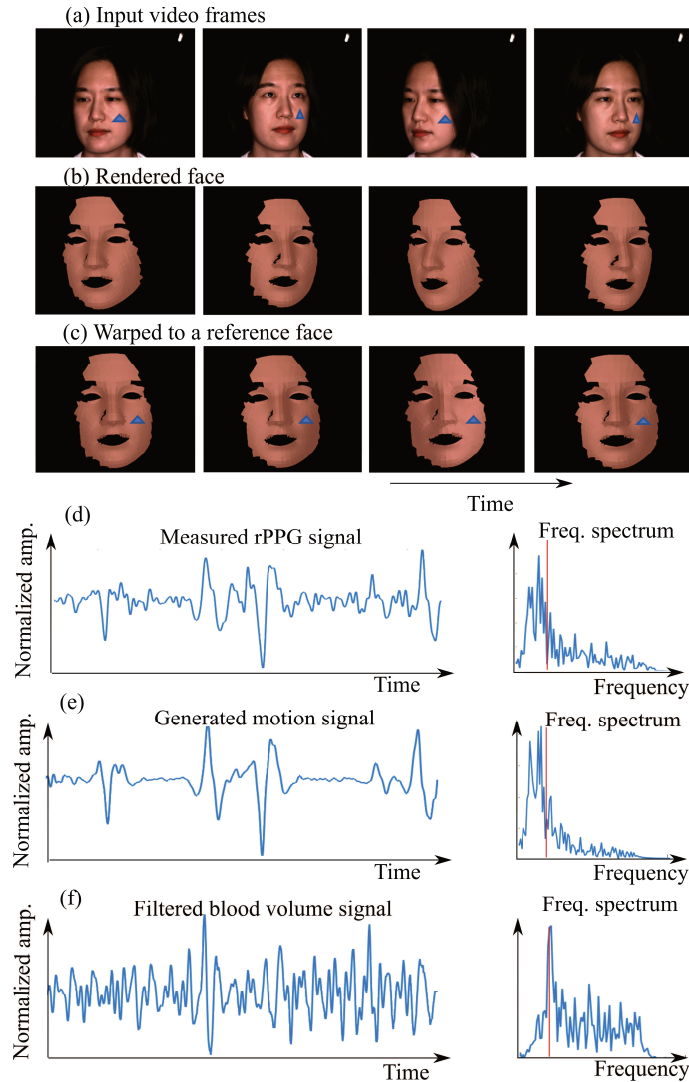 (a) Input video frames
(b) Rendered face
(c) Warped to a reference face
Time
(d)
Measured rPPG signal
Freq. spectrum
Normalized amp.
Time
Frequency
(e)
Generated motion signal
Freq. spectrum
Normalized amp.
Time
Frequency
(f)
Filtered blood volume signal
Freq. spectrum
Normalized amp.
Time
Frequency